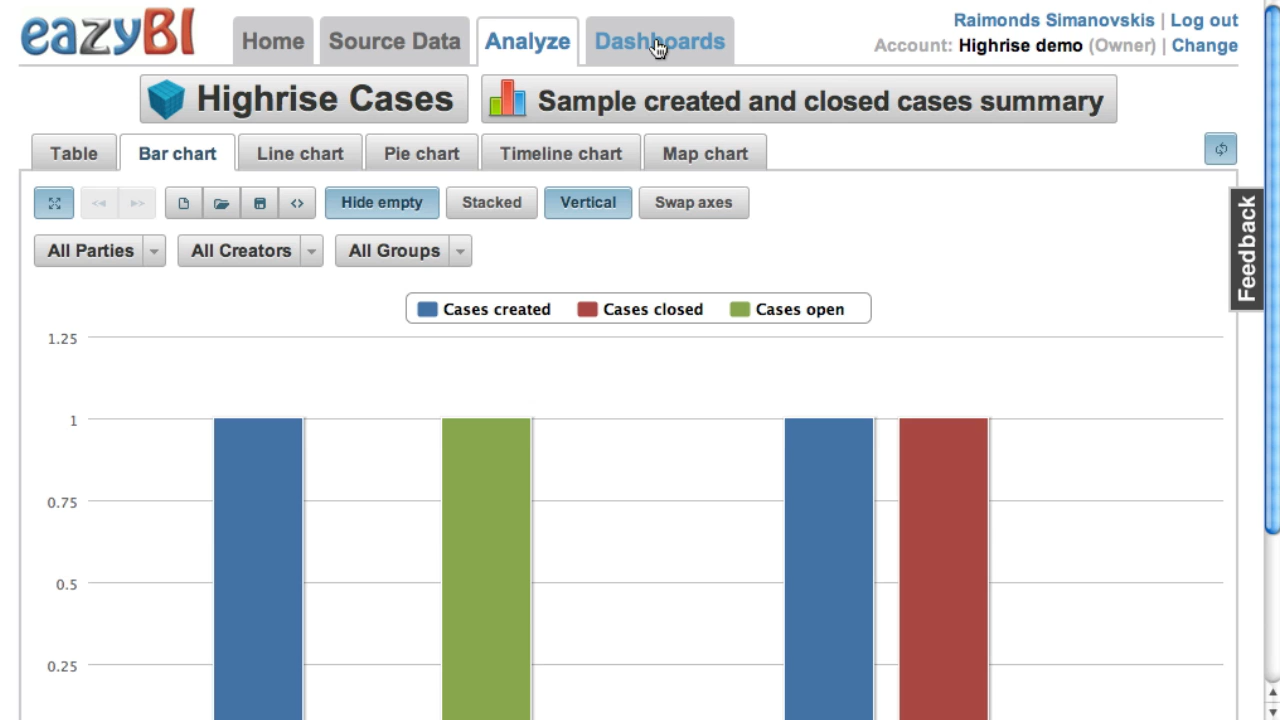 eazyBI
Home Source Data Analyze Dashboards
Raimonds Simanovskis | Log out
Account: Highrise demo (Owner) | Change
Highrise Cases Sample created and closed cases summary
Table Bar chart Line chart Pie chart Timeline chart Map chart
Hide empty Stacked Vertical Swap axes
All Parties All Creators All Groups
Feedback
Cases created Cases closed Cases open
1.25
1
0.75
0.5
0.25